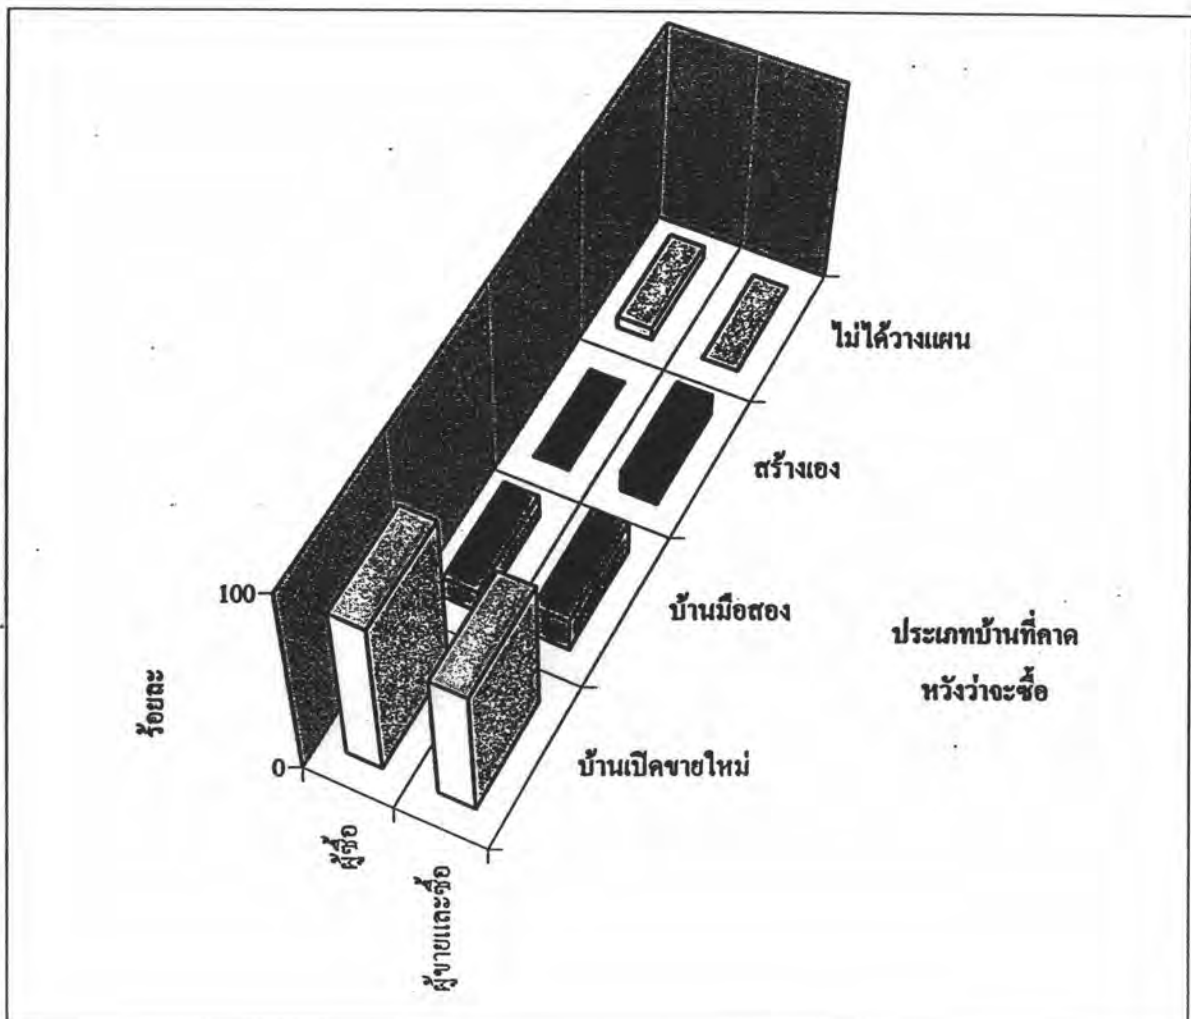 ไม่ได้วางแผน
สร้างเอง
บ้านมือสอง
บ้านเปิดขายใหม่
ประเภทบ้านที่คาด
หวังว่าจะซื้อ
100
0
ร้อยละ
ผู้ซื้อ
ผู้ขายและซื้อ